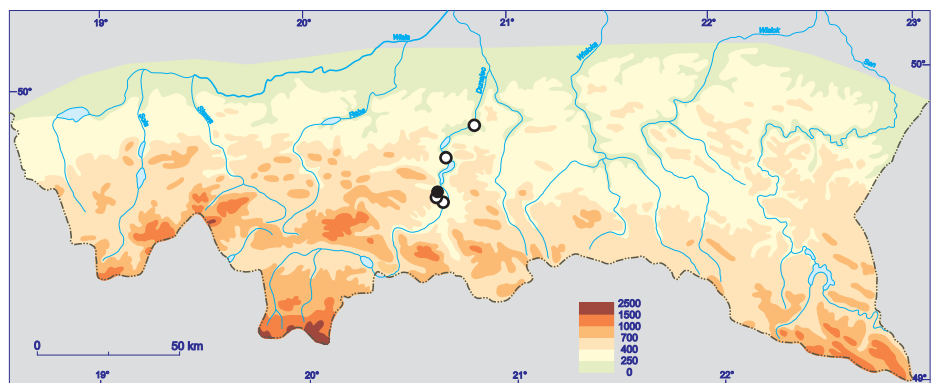 19° 20° 21° 22° 23°
Wisła
Wisłoka
Wisłok
San
Dunajec
50°
50°
Soła
Skawa
Raba
2500
1500
1000
700
400
250
0
0 50 km
19° 20° 21° 22° 49°